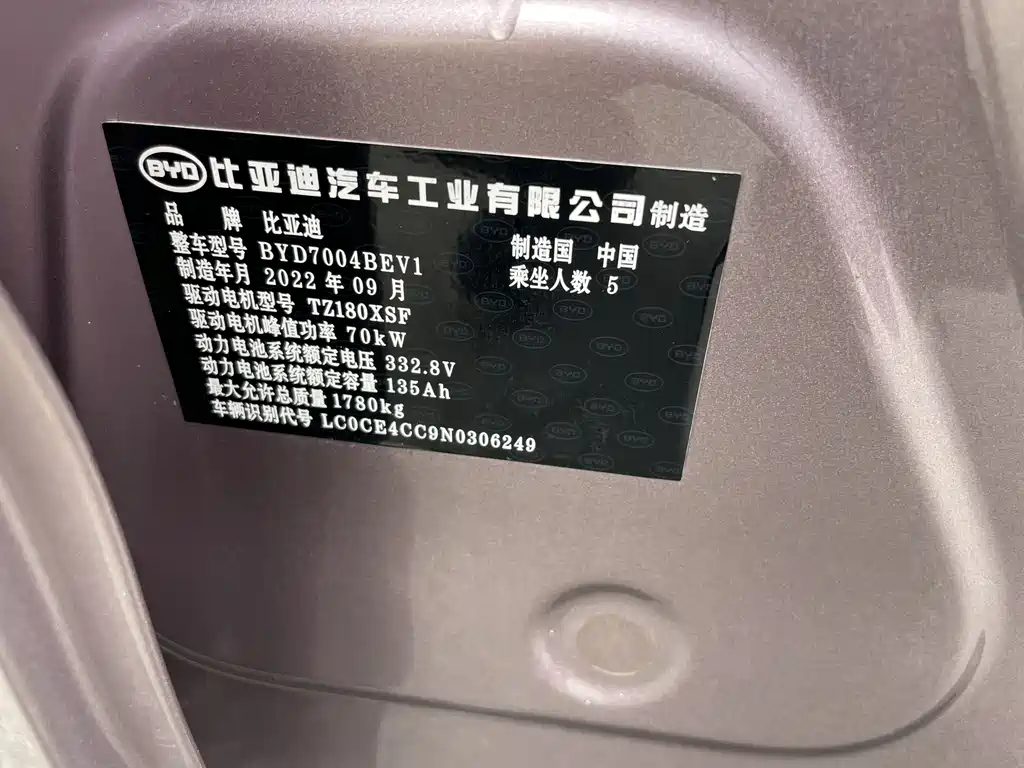 BYD 比亚迪汽车工业有限公司制造
品 牌 比亚迪
整车型号 BYD7004BEV1 制造国 中国
制造年月 2022 年 09 月 乘坐人数 5
驱动电机型号 TZ180XSF
驱动电机峰值功率 70kW
动力电池系统额定电压 332.8V
动力电池系统额定容量 135Ah
最大允许总质量 1780kg
车辆识别代号 LC0CE4CC9N0306249